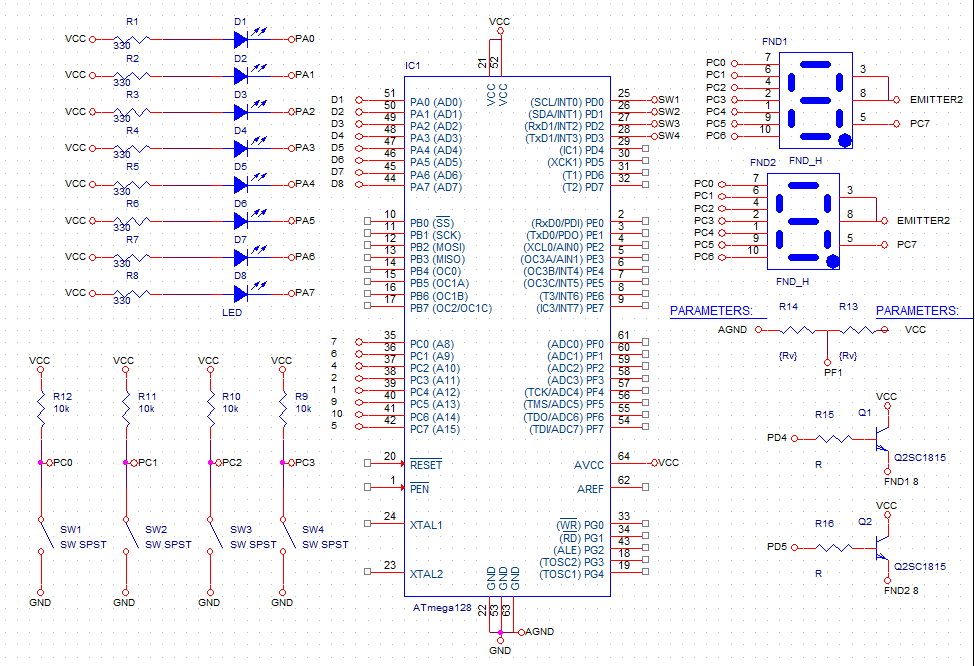 R1
D1
VCC
330
PA0
R2
D2
VCC
330
PA1
R3
D3
VCC
330
PA2
R4
D4
VCC
330
PA3
R5
D5
VCC
330
PA4
R6
D6
VCC
330
PA5
R7
D7
VCC
330
PA6
R8
D8
VCC
330
PA7
LED
VCC
VCC
VCC
VCC
R12
10k
R11
10k
R10
10k
R9
10k
PC0
PC1
PC2
PC3
SW1
SW SPST
SW2
SW SPST
SW3
SW SPST
SW4
SW SPST
GND
GND
GND
GND
VCC
IC1
21
52
VCC
VCC
D1 51 PA0 (AD0)
D2 50 PA1 (AD1)
D3 49 PA2 (AD2)
D4 48 PA3 (AD3)
D5 47 PA4 (AD4)
D6 46 PA5 (AD5)
D7 45 PA6 (AD6)
D8 44 PA7 (AD7)
10 PB0 (SS)
11 PB1 (SCK)
12 PB2 (MOSI)
13 PB3 (MISO)
14 PB4 (OC0)
15 PB5 (OC1A)
16 PB6 (OC1B)
17 PB7 (OC2/OC1C)
7 35 PC0 (A8)
6 36 PC1 (A9)
4 37 PC2 (A10)
2 38 PC3 (A11)
1 39 PC4 (A12)
9 40 PC5 (A13)
10 41 PC6 (A14)
5 42 PC7 (A15)
20 RESET
1 PEN
24 XTAL1
23 XTAL2
(SCL/INT0) PD0 25 SW1
(SDA/INT1) PD1 26 SW2
(RxD1/INT2) PD2 27 SW3
(TxD1/INT3) PD3 28 SW4
(IC1) PD4 29
(XCK1) PD5 30
(T1) PD6 31
(T2) PD7 32
(RxD0/PDI) PE0 2
(TxD0/PDO) PE1 3
(XCL0/AIN0) PE2 4
(OC3A/AIN1) PE3 5
(OC3B/INT4) PE4 6
(OC3C/INT5) PE5 7
(T3/INT6) PE6 8
(IC3/INT7) PE7 9
(ADC0) PF0 61
(ADC1) PF1 60
(ADC2) PF2 59
(ADC3) PF3 58
(TCK/ADC4) PF4 57
(TMS/ADC5) PF5 56
(TDO/ADC6) PF6 55
(TDI/ADC7) PF7 54
AVCC 64 VCC
AREF 62
(WR) PG0 33
(RD) PG1 34
(ALE) PG2 43
(TOSC2) PG3 18
(TOSC1) PG4 19
GND
GND
GND
ATmega128
22
53
63
AGND
GND
FND1
PC0 7
PC1 6
PC2 4
PC3 2
PC4 1
PC5 9
PC6 10
3
8 EMITTER2
5 PC7
FND_H
FND2
PC0 7
PC1 6
PC2 4
PC3 2
PC4 1
PC5 9
PC6 10
3
8 EMITTER2
5 PC7
FND_H
PARAMETERS:
R14
R13
PARAMETERS:
AGND
VCC
{Rv}
{Rv}
PF1
VCC
R15
Q1
PD4
R
Q2SC1815
FND1 8
VCC
R16
Q2
PD5
R
Q2SC1815
FND2 8